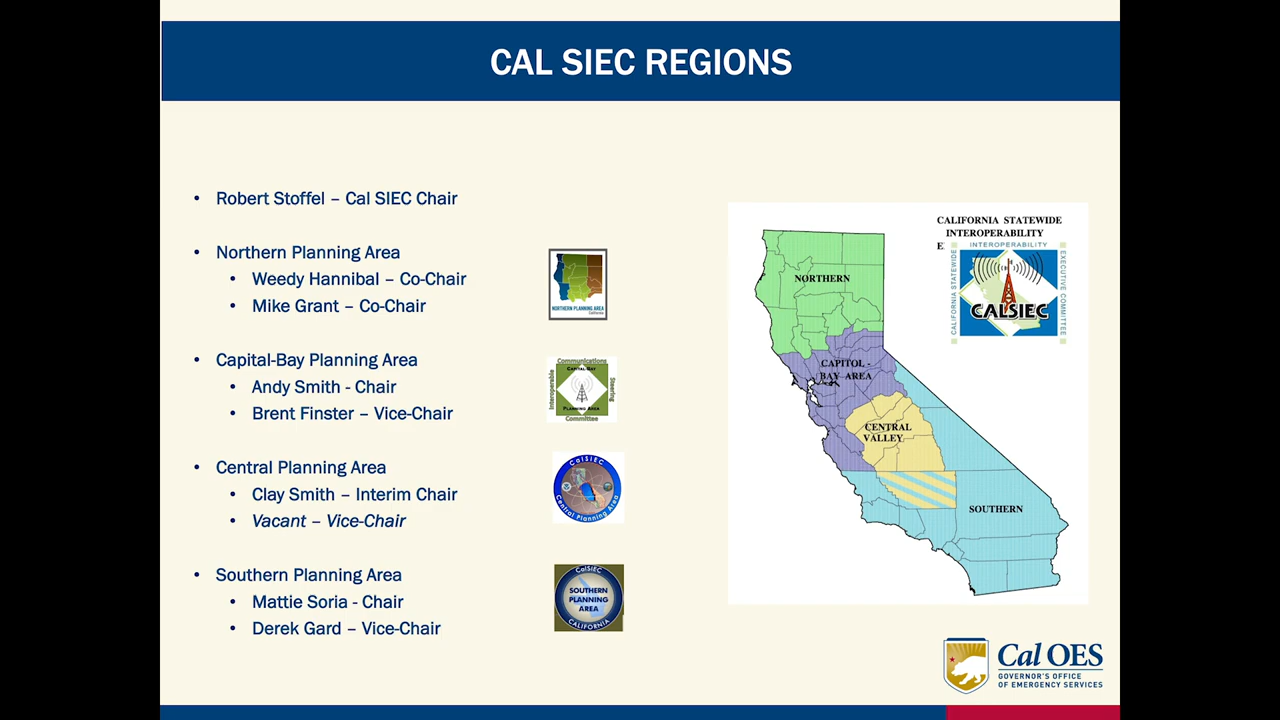 CAL SIEC REGIONS
• Robert Stoffel – Cal SIEC Chair
• Northern Planning Area
• Weedy Hannibal – Co-Chair
• Mike Grant – Co-Chair
• Capital-Bay Planning Area
• Andy Smith - Chair
• Brent Finster – Vice-Chair
• Central Planning Area
• Clay Smith – Interim Chair
• Vacant – Vice-Chair
• Southern Planning Area
• Mattie Soria - Chair
• Derek Gard – Vice-Chair
NORTHERN PLANNING AREA
California
Communications
Interoperable
CAPITAL-BAY
PLANNING AREA
Steering
Committee
CalSIEC
Central Planning Area
CalSIEC
SOUTHERN
PLANNING
AREA
CALIFORNIA
CALIFORNIA STATEWIDE
INTEROPERABILITY
E
INTEROPERABILITY
CALIFORNIA STATEWIDE
EXECUTIVE COMMITTEE
CALSIEC
NORTHERN
CAPITOL -
BAY AREA
CENTRAL
VALLEY
SOUTHERN
Cal OES
GOVERNOR'S OFFICE
OF EMERGENCY SERVICES